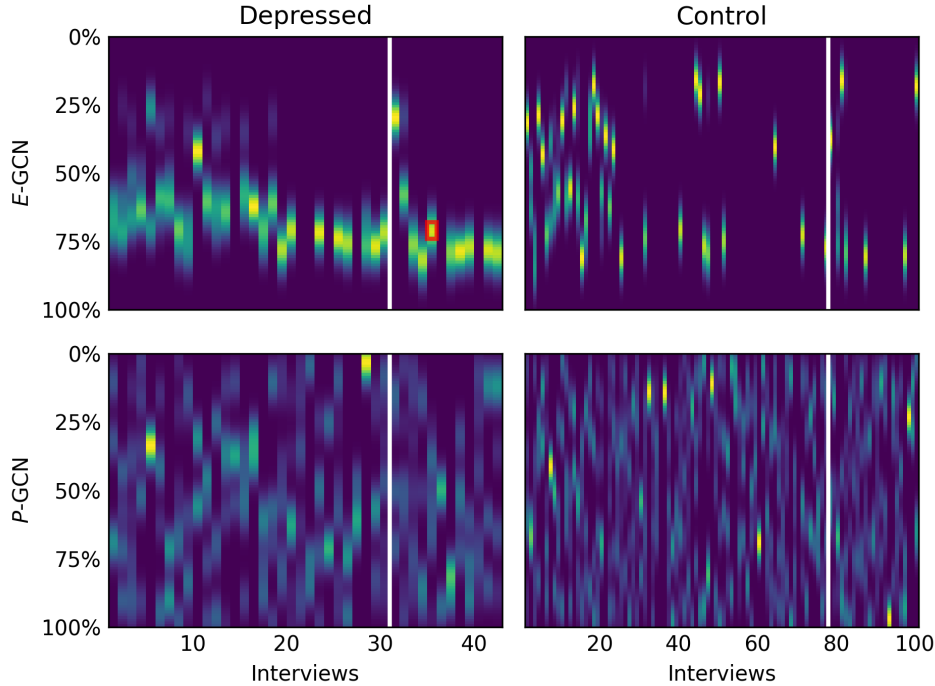 Depressed Control
0%
25%
50%
75%
100%
E-GCN
0%
25%
50%
75%
100%
P-GCN
10 20 30 40 20 40 60 80 100
Interviews Interviews